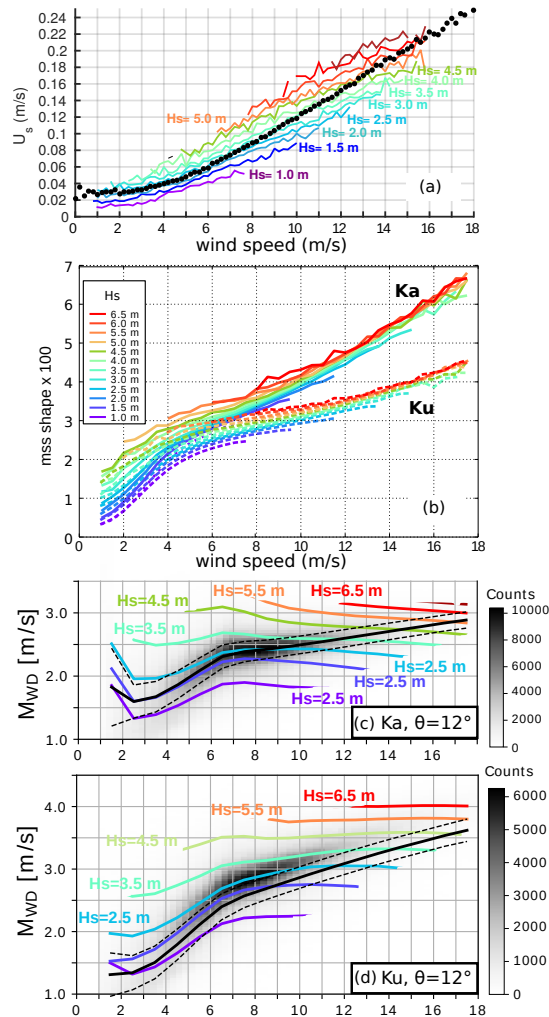 0.24
0.20
0.16
0.12
0.1
0.08
0.06
0.04
0.02
0
U_s (m/s)
Hs= 5.0 m
Hs= 4.5 m
Hs= 4.0 m
Hs= 3.5 m
Hs= 3.0 m
Hs= 2.5 m
Hs= 2.0 m
Hs= 1.5 m
Hs= 1.0 m
(a)
0 2 4 6 8 10 12 14 16 18
wind speed (m/s)
7
6
5
4
3
2
1
0
mss shape x 100
Hs
6.5 m
6.0 m
5.5 m
5.0 m
4.5 m
4.0 m
3.5 m
3.0 m
2.5 m
2.0 m
1.5 m
1.0 m
Ka
Ku
(b)
2 4 6 8 10 12 14 16 18
wind speed (m/s)
3.0
2.0
1.0
M_WD [m/s]
Hs=4.5 m
Hs=5.5 m
Hs=6.5 m
Hs=3.5 m
Hs=2.5 m
Hs=2.5 m
Hs=2.5 m
(c) Ka, θ=12°
0 2 4 6 8 10 12 14 16 18
Counts
10000
8000
6000
4000
2000
0
4.0
3.0
2.0
1.0
M_WD [m/s]
Hs=6.5 m
Hs=5.5 m
Hs=4.5 m
Hs=3.5 m
Hs=2.5 m
(d) Ku, θ=12°
0 2 4 6 8 10 12 14 16 18
Counts
6000
5000
4000
3000
2000
1000
0